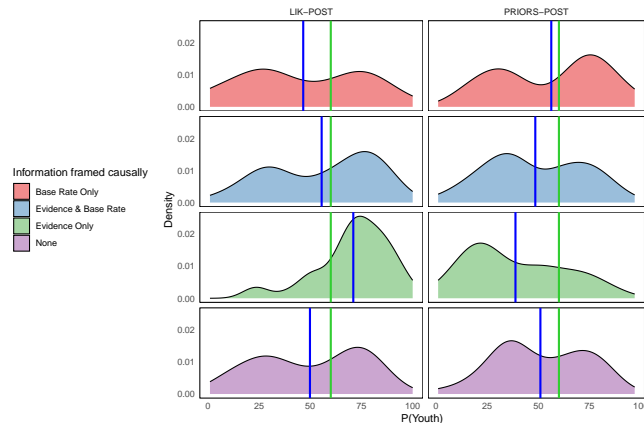 LIK−POST PRIORS−POST
0.02
0.01
0.00
0.02
0.01
0.00
0.02
0.01
0.00
0.02
0.01
0.00
Density
Information framed causally
Base Rate Only
Evidence & Base Rate
Evidence Only
None
0 25 50 75 100 0 25 50 75 100
P(Youth)